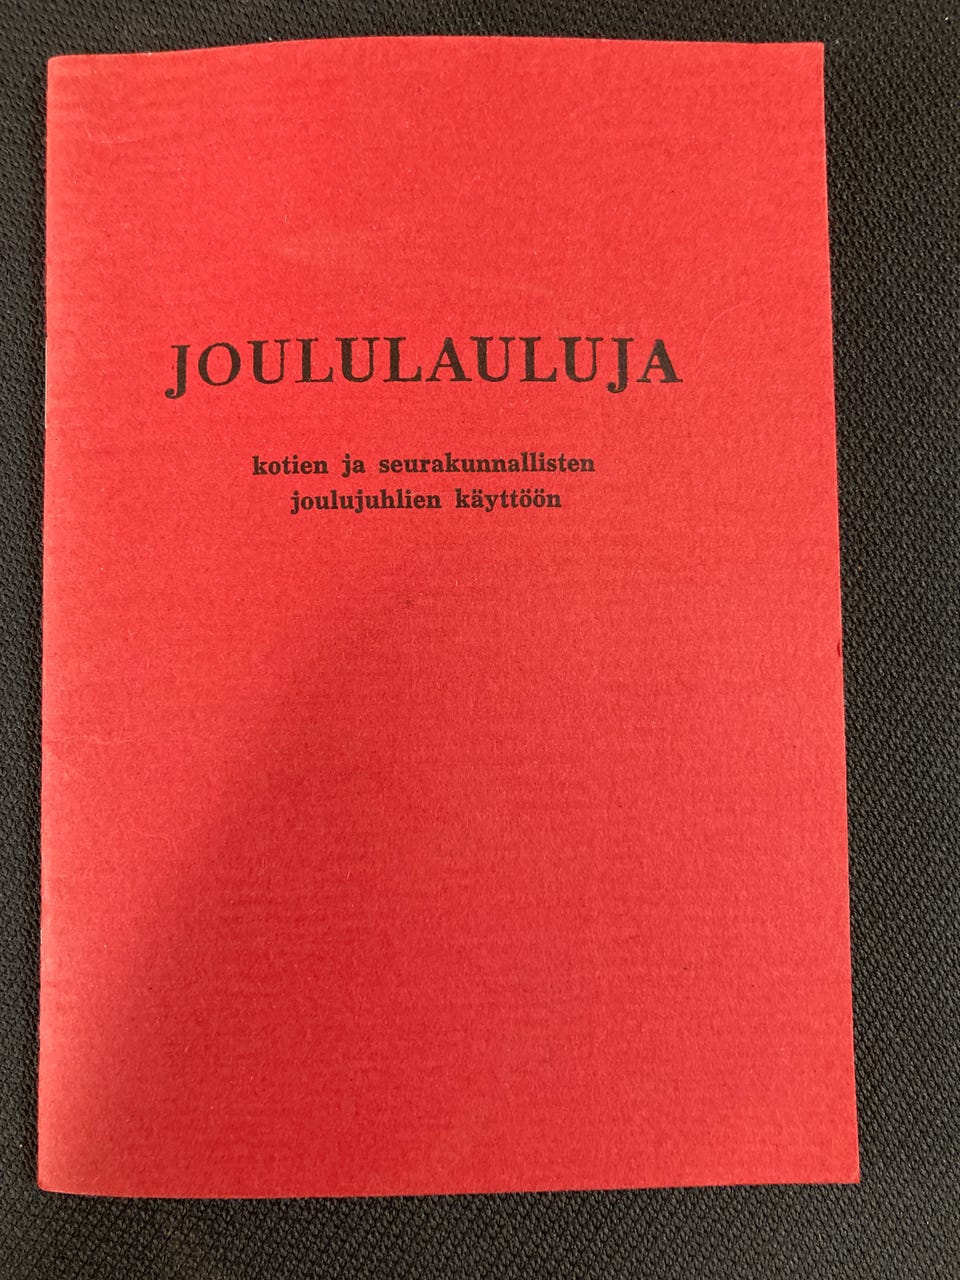 JOULULAULUJA
kotien ja seurakunnallisten
joulujuhlien käyttöön